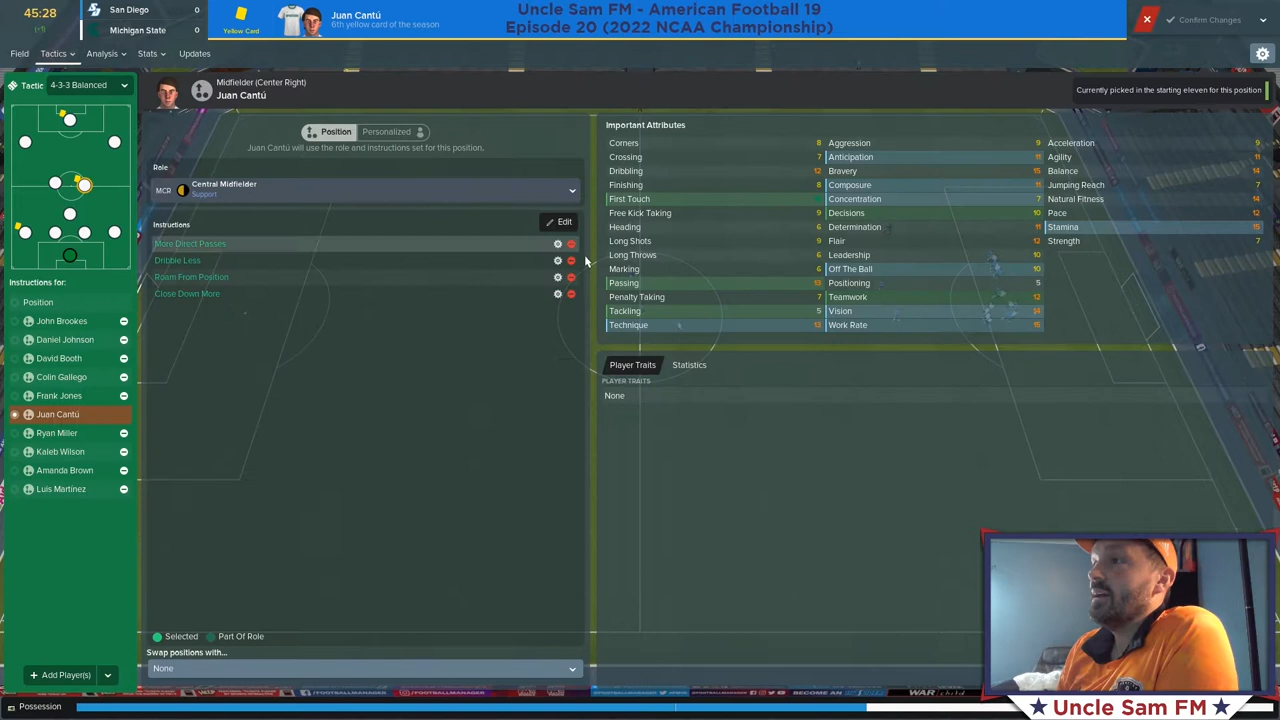 45:28
San Diego 0
Michigan State 0
Yellow Card
Juan Cantú
6th yellow card of the season
Uncle Sam FM - American Football 19
Episode 20 (2022 NCAA Championship)
Confirm Changes
Field Tactics Analysis Stats Updates
Tactic 4-3-3 Balanced
Midfielder (Center Right)
Juan Cantú
Currently picked in the starting eleven for this position
Position Personalized
Juan Cantú will use the role and instructions set for this position.
Role
MCR Central Midfielder
Support
Instructions
Edit
More Direct Passes
Dribble Less
Roam From Position
Close Down More
Important Attributes
Corners 8 Aggression 9 Acceleration 9
Crossing 7 Anticipation 11 Agility 11
Dribbling 12 Bravery 15 Balance 14
Finishing 8 Composure 11 Jumping Reach 7
First Touch Concentration 7 Natural Fitness 14
Free Kick Taking 9 Decisions 10 Pace 12
Heading 6 Determination 11 Stamina 15
Long Shots 9 Flair 12 Strength 7
Long Throws 6 Leadership 10
Marking 6 Off The Ball 10
Passing 13 Positioning 5
Penalty Taking 7 Teamwork 12
Tackling 5 Vision 14
Technique 13 Work Rate 15
Player Traits Statistics
PLAYER TRAITS
None
Instructions for:
Position
John Brookes
Daniel Johnson
David Booth
Colin Gallego
Frank Jones
Juan Cantú
Ryan Miller
Kaleb Wilson
Amanda Brown
Luis Martínez
Selected Part Of Role
Swap positions with...
None
Add Player(s)
Possession
Uncle Sam FM